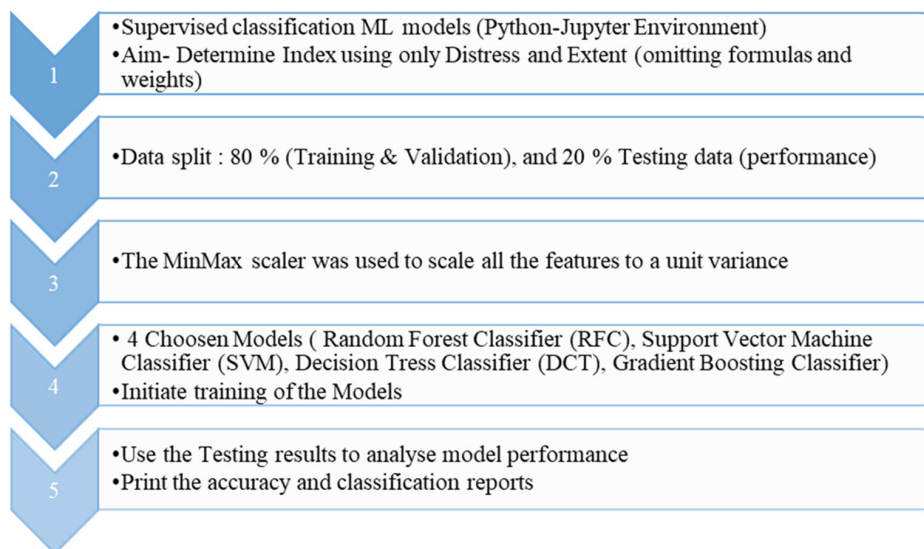 1
•Supervised classification ML models (Python-Jupyter Environment)
•Aim- Determine Index using only Distress and Extent (omitting formulas and
weights)
2
•Data split : 80 % (Training & Validation), and 20 % Testing data (performance)
3
•The MinMax scaler was used to scale all the features to a unit variance
4
• 4 Choosen Models ( Random Forest Classifier (RFC), Support Vector Machine
Classifier (SVM), Decision Tress Classifier (DCT), Gradient Boosting Classifier)
•Initiate training of the Models
5
•Use the Testing results to analyse model performance
•Print the accuracy and classification reports